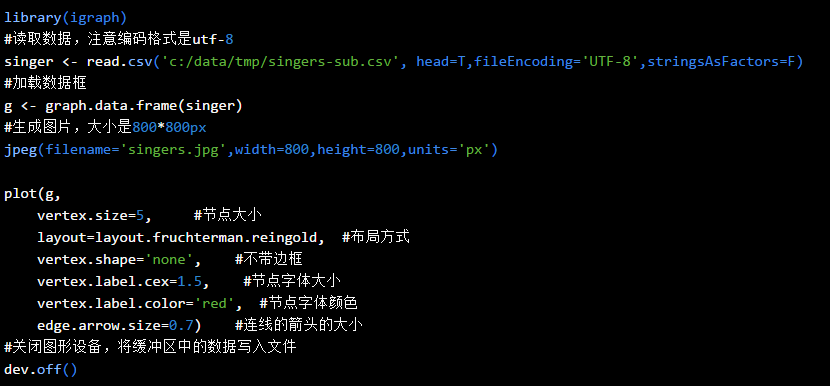 library(igraph)
#读取数据，注意编码格式是utf-8
singer <- read.csv('c:/data/tmp/singers-sub.csv', head=T,fileEncoding='UTF-8',stringsAsFactors=F)
#加载数据框
g <- graph.data.frame(singer)
#生成图片，大小是800*800px
jpeg(filename='singers.jpg',width=800,height=800,units='px')
plot(g,
    vertex.size=5,     #节点大小
    layout=layout.fruchterman.reingold,  #布局方式
    vertex.shape='none',    #不带边框
    vertex.label.cex=1.5,    #节点字体大小
    vertex.label.color='red',  #节点字体颜色
    edge.arrow.size=0.7)    #连线的箭头的大小
#关闭图形设备，将缓冲区中的数据写入文件
dev.off()